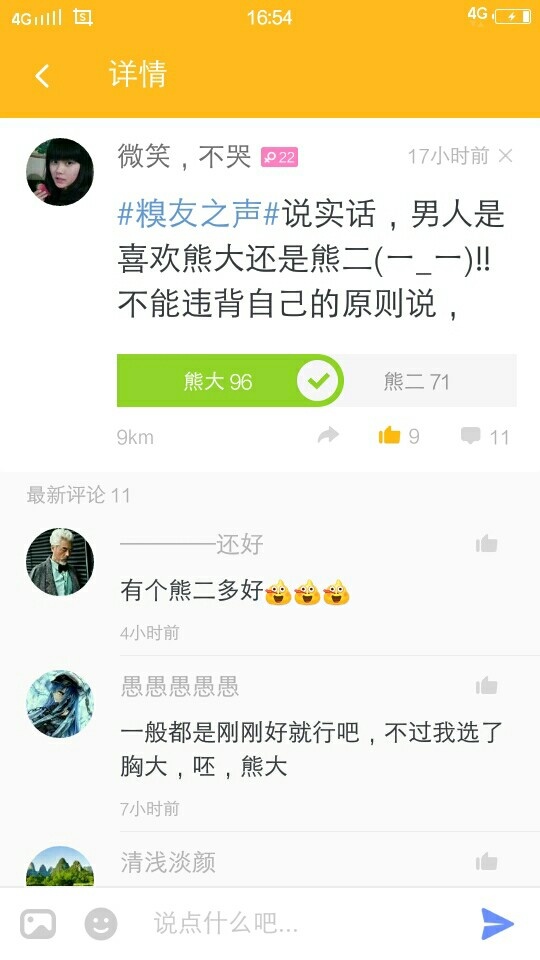 4G 16:54 4G
详情
微笑，不哭 22 17小时前
#糗友之声#说实话，男人是
喜欢熊大还是熊二(一_一)!!
不能违背自己的原则说，
熊大 96 熊二 71
9km 9 11
最新评论 11
————还好
有个熊二多好
4小时前
愚愚愚愚愚
一般都是刚刚好就行吧，不过我选了
胸大，呸，熊大
7小时前
清浅淡颜
说点什么吧...